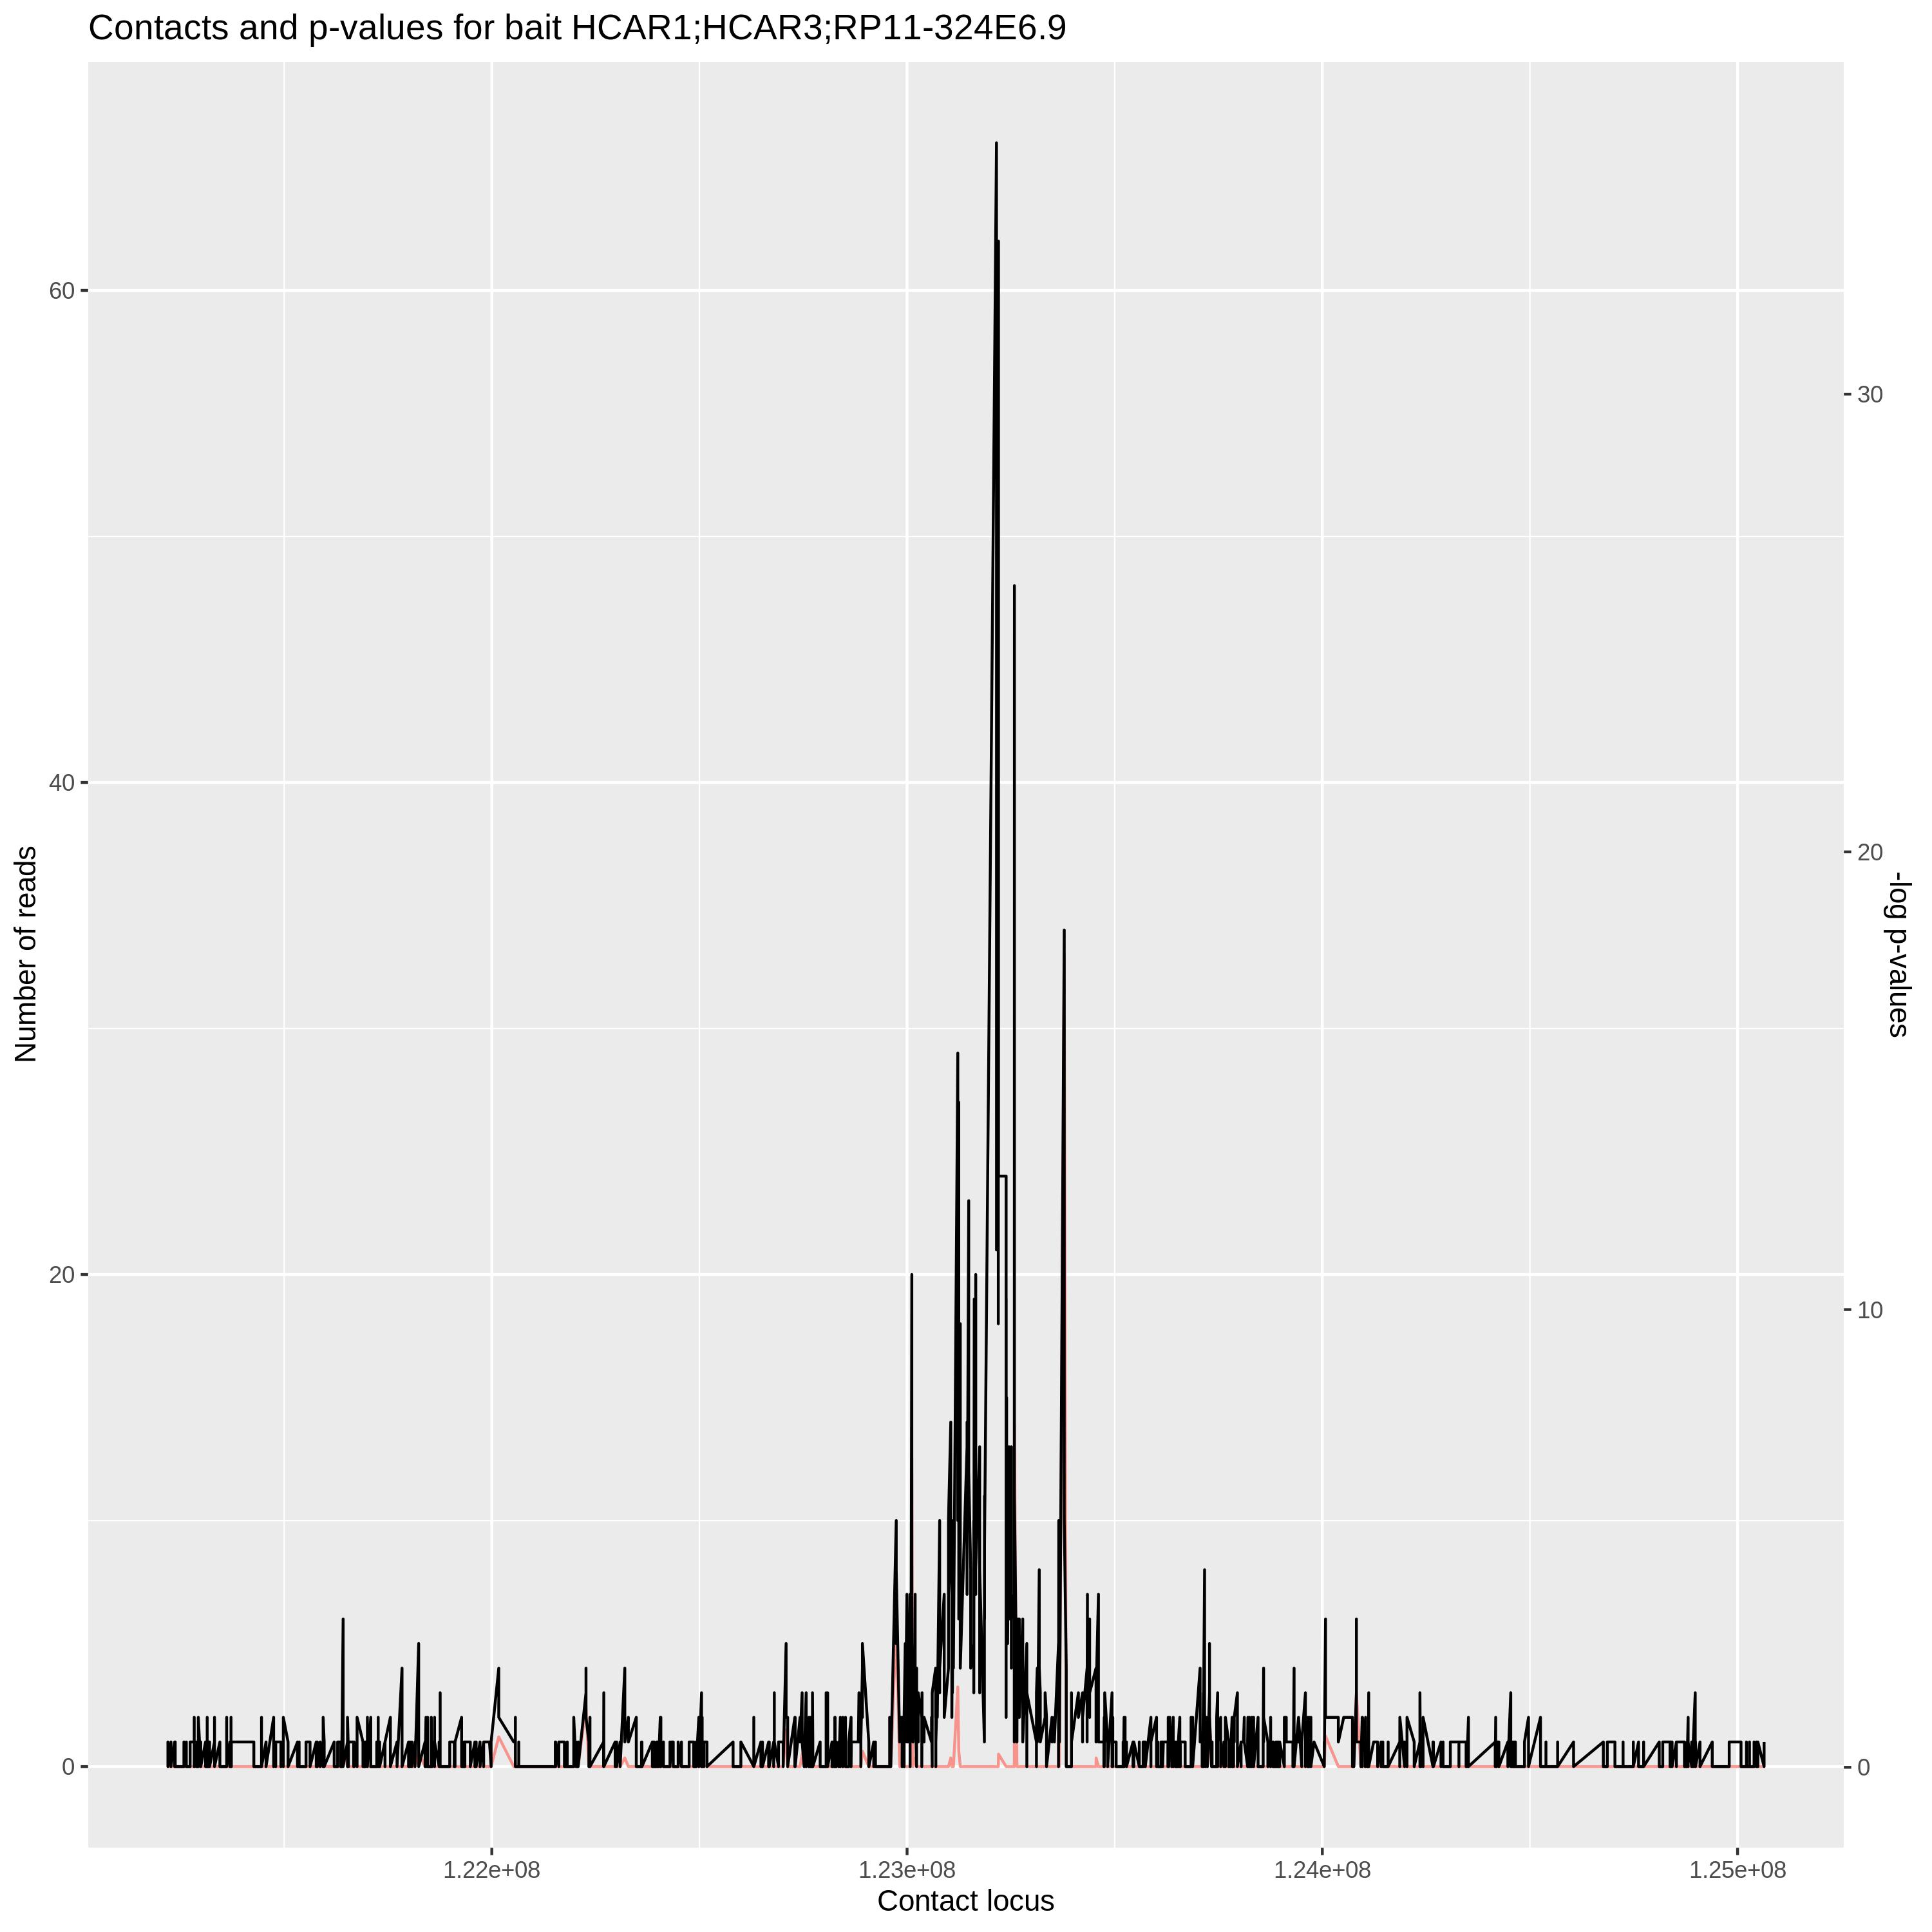 Contacts and p-values for bait HCAR1;HCAR3;RP11-324E6.9
60
40
20
0
Number of reads
30
20
10
0
-log p-values
1.22e+08 1.23e+08 1.24e+08 1.25e+08
Contact locus